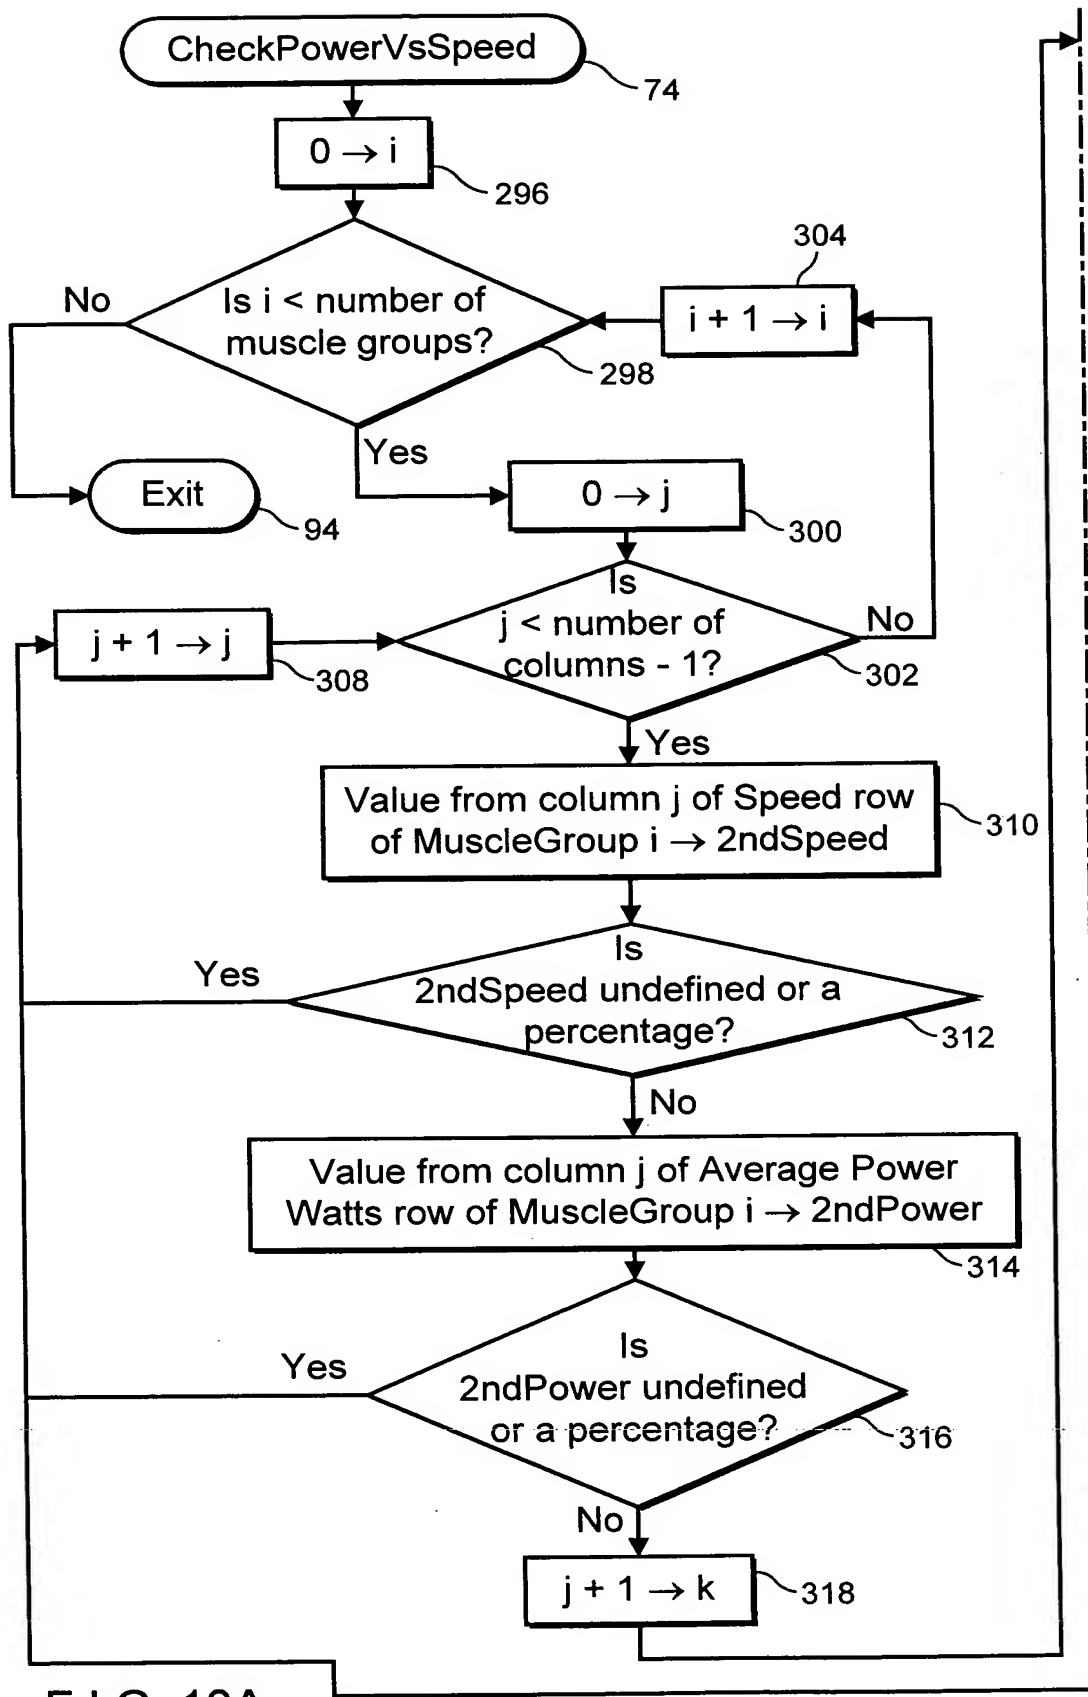 CheckPowerVsSpeed
74
0 → i
296
304
No
Is i < number of
muscle groups?
i + 1 → i
298
Yes
Exit
94
0 → j
300
Is
j < number of
columns - 1?
No
302
j + 1 → j
308
Yes
Value from column j of Speed row
of MuscleGroup i → 2ndSpeed
310
Yes
Is
2ndSpeed undefined or a
percentage?
312
No
Value from column j of Average Power
Watts row of MuscleGroup i → 2ndPower
314
Yes
Is
2ndPower undefined
or a percentage?
316
No
j + 1 → k
318